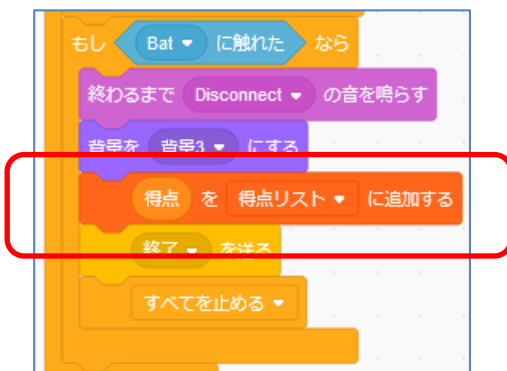 もし Bat に触れた なら
終わるまで Disconnect の音を鳴らす
背景を 背景3 にする
得点 を 得点リスト に追加する
終了 を送る
すべてを止める